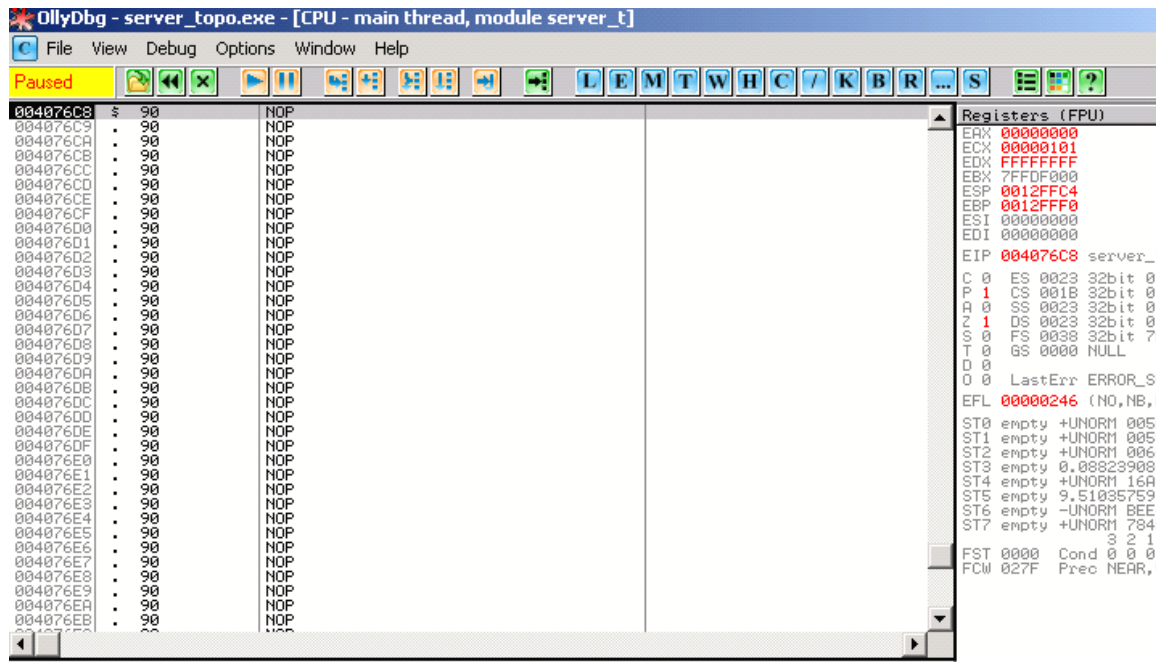 OllyDbg - server_topo.exe - [CPU - main thread, module server_t]
C File View Debug Options Window Help
Paused L E M T W H C / K B R ... S ?
004076C8 $ 90 NOP
004076C9 . 90 NOP
004076CA . 90 NOP
004076CB . 90 NOP
004076CC . 90 NOP
004076CD . 90 NOP
004076CE . 90 NOP
004076CF . 90 NOP
004076D0 . 90 NOP
004076D1 . 90 NOP
004076D2 . 90 NOP
004076D3 . 90 NOP
004076D4 . 90 NOP
004076D5 . 90 NOP
004076D6 . 90 NOP
004076D7 . 90 NOP
004076D8 . 90 NOP
004076D9 . 90 NOP
004076DA . 90 NOP
004076DB . 90 NOP
004076DC . 90 NOP
004076DD . 90 NOP
004076DE . 90 NOP
004076DF . 90 NOP
004076E0 . 90 NOP
004076E1 . 90 NOP
004076E2 . 90 NOP
004076E3 . 90 NOP
004076E4 . 90 NOP
004076E5 . 90 NOP
004076E6 . 90 NOP
004076E7 . 90 NOP
004076E8 . 90 NOP
004076E9 . 90 NOP
004076EA . 90 NOP
004076EB . 90 NOP
Registers (FPU)
EAX 00000000
ECX 00000101
EDX FFFFFFFF
EBX 7FFDF000
ESP 0012FFC4
EBP 0012FFF0
ESI 00000000
EDI 00000000
EIP 004076C8 server_
C 0 ES 0023 32bit 0
P 1 CS 001B 32bit 0
A 0 SS 0023 32bit 0
Z 1 DS 0023 32bit 0
S 0 FS 0038 32bit 7
T 0 GS 0000 NULL
D 0
O 0 LastErr ERROR_S
EFL 00000246 (NO,NB,
ST0 empty +UNORM 005
ST1 empty +UNORM 005
ST2 empty +UNORM 006
ST3 empty 0.08823908
ST4 empty +UNORM 16A
ST5 empty 9.51035759
ST6 empty -UNORM BEE
ST7 empty +UNORM 784
3 2 1
FST 0000 Cond 0 0 0
FCW 027F Prec NEAR,